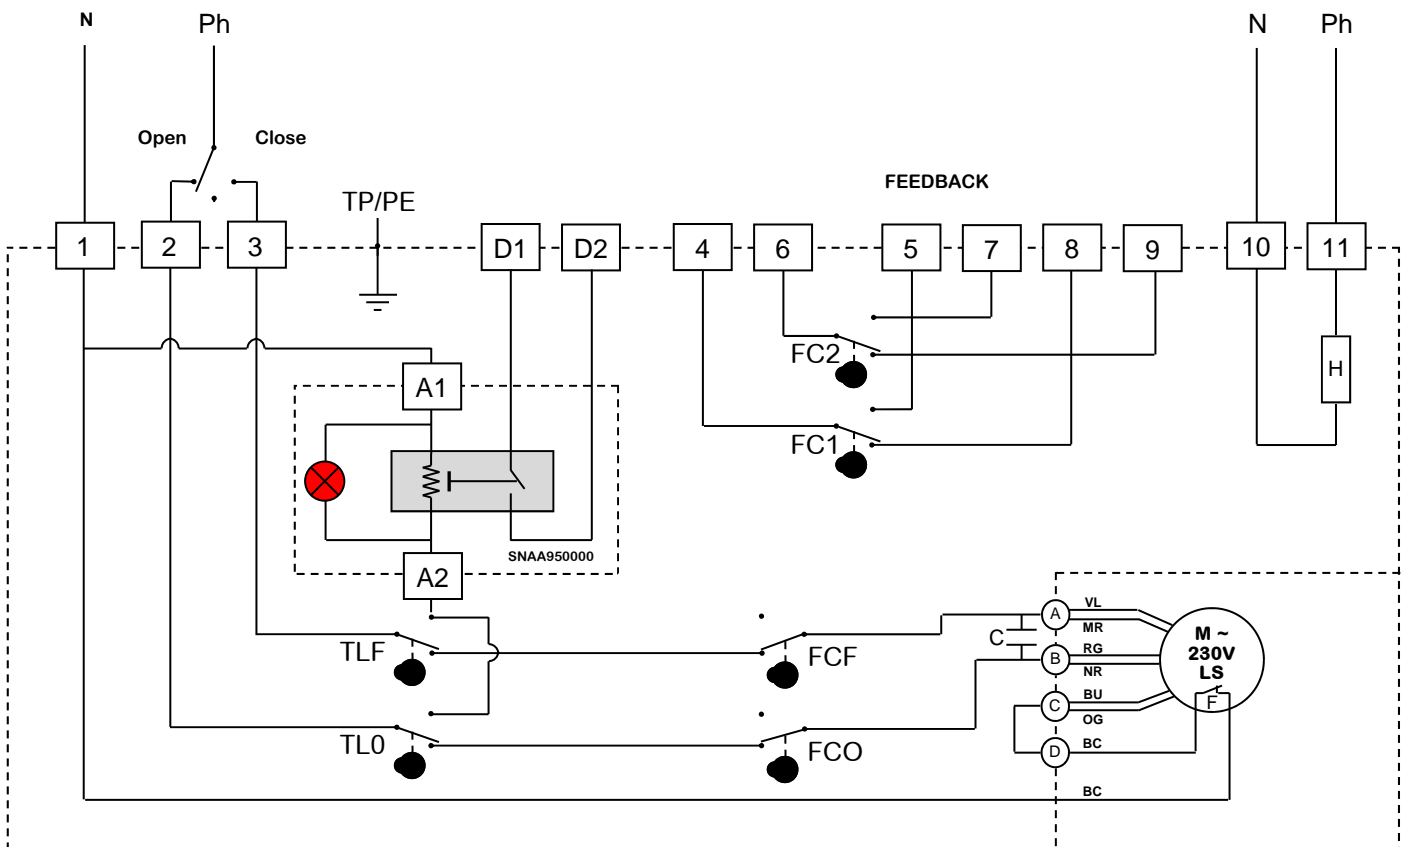 N Ph N Ph
Open Close
TP/PE
FEEDBACK
1 2 3 D1 D2 4 6 5 7 8 9 10 11
FC2
H
A1
FC1
SNAA950000
A2
TLF FCF
C A VL
MR
B RG
NR
M ~
230V
LS
F
C BU
OG
D BC
TL0 FCO
BC